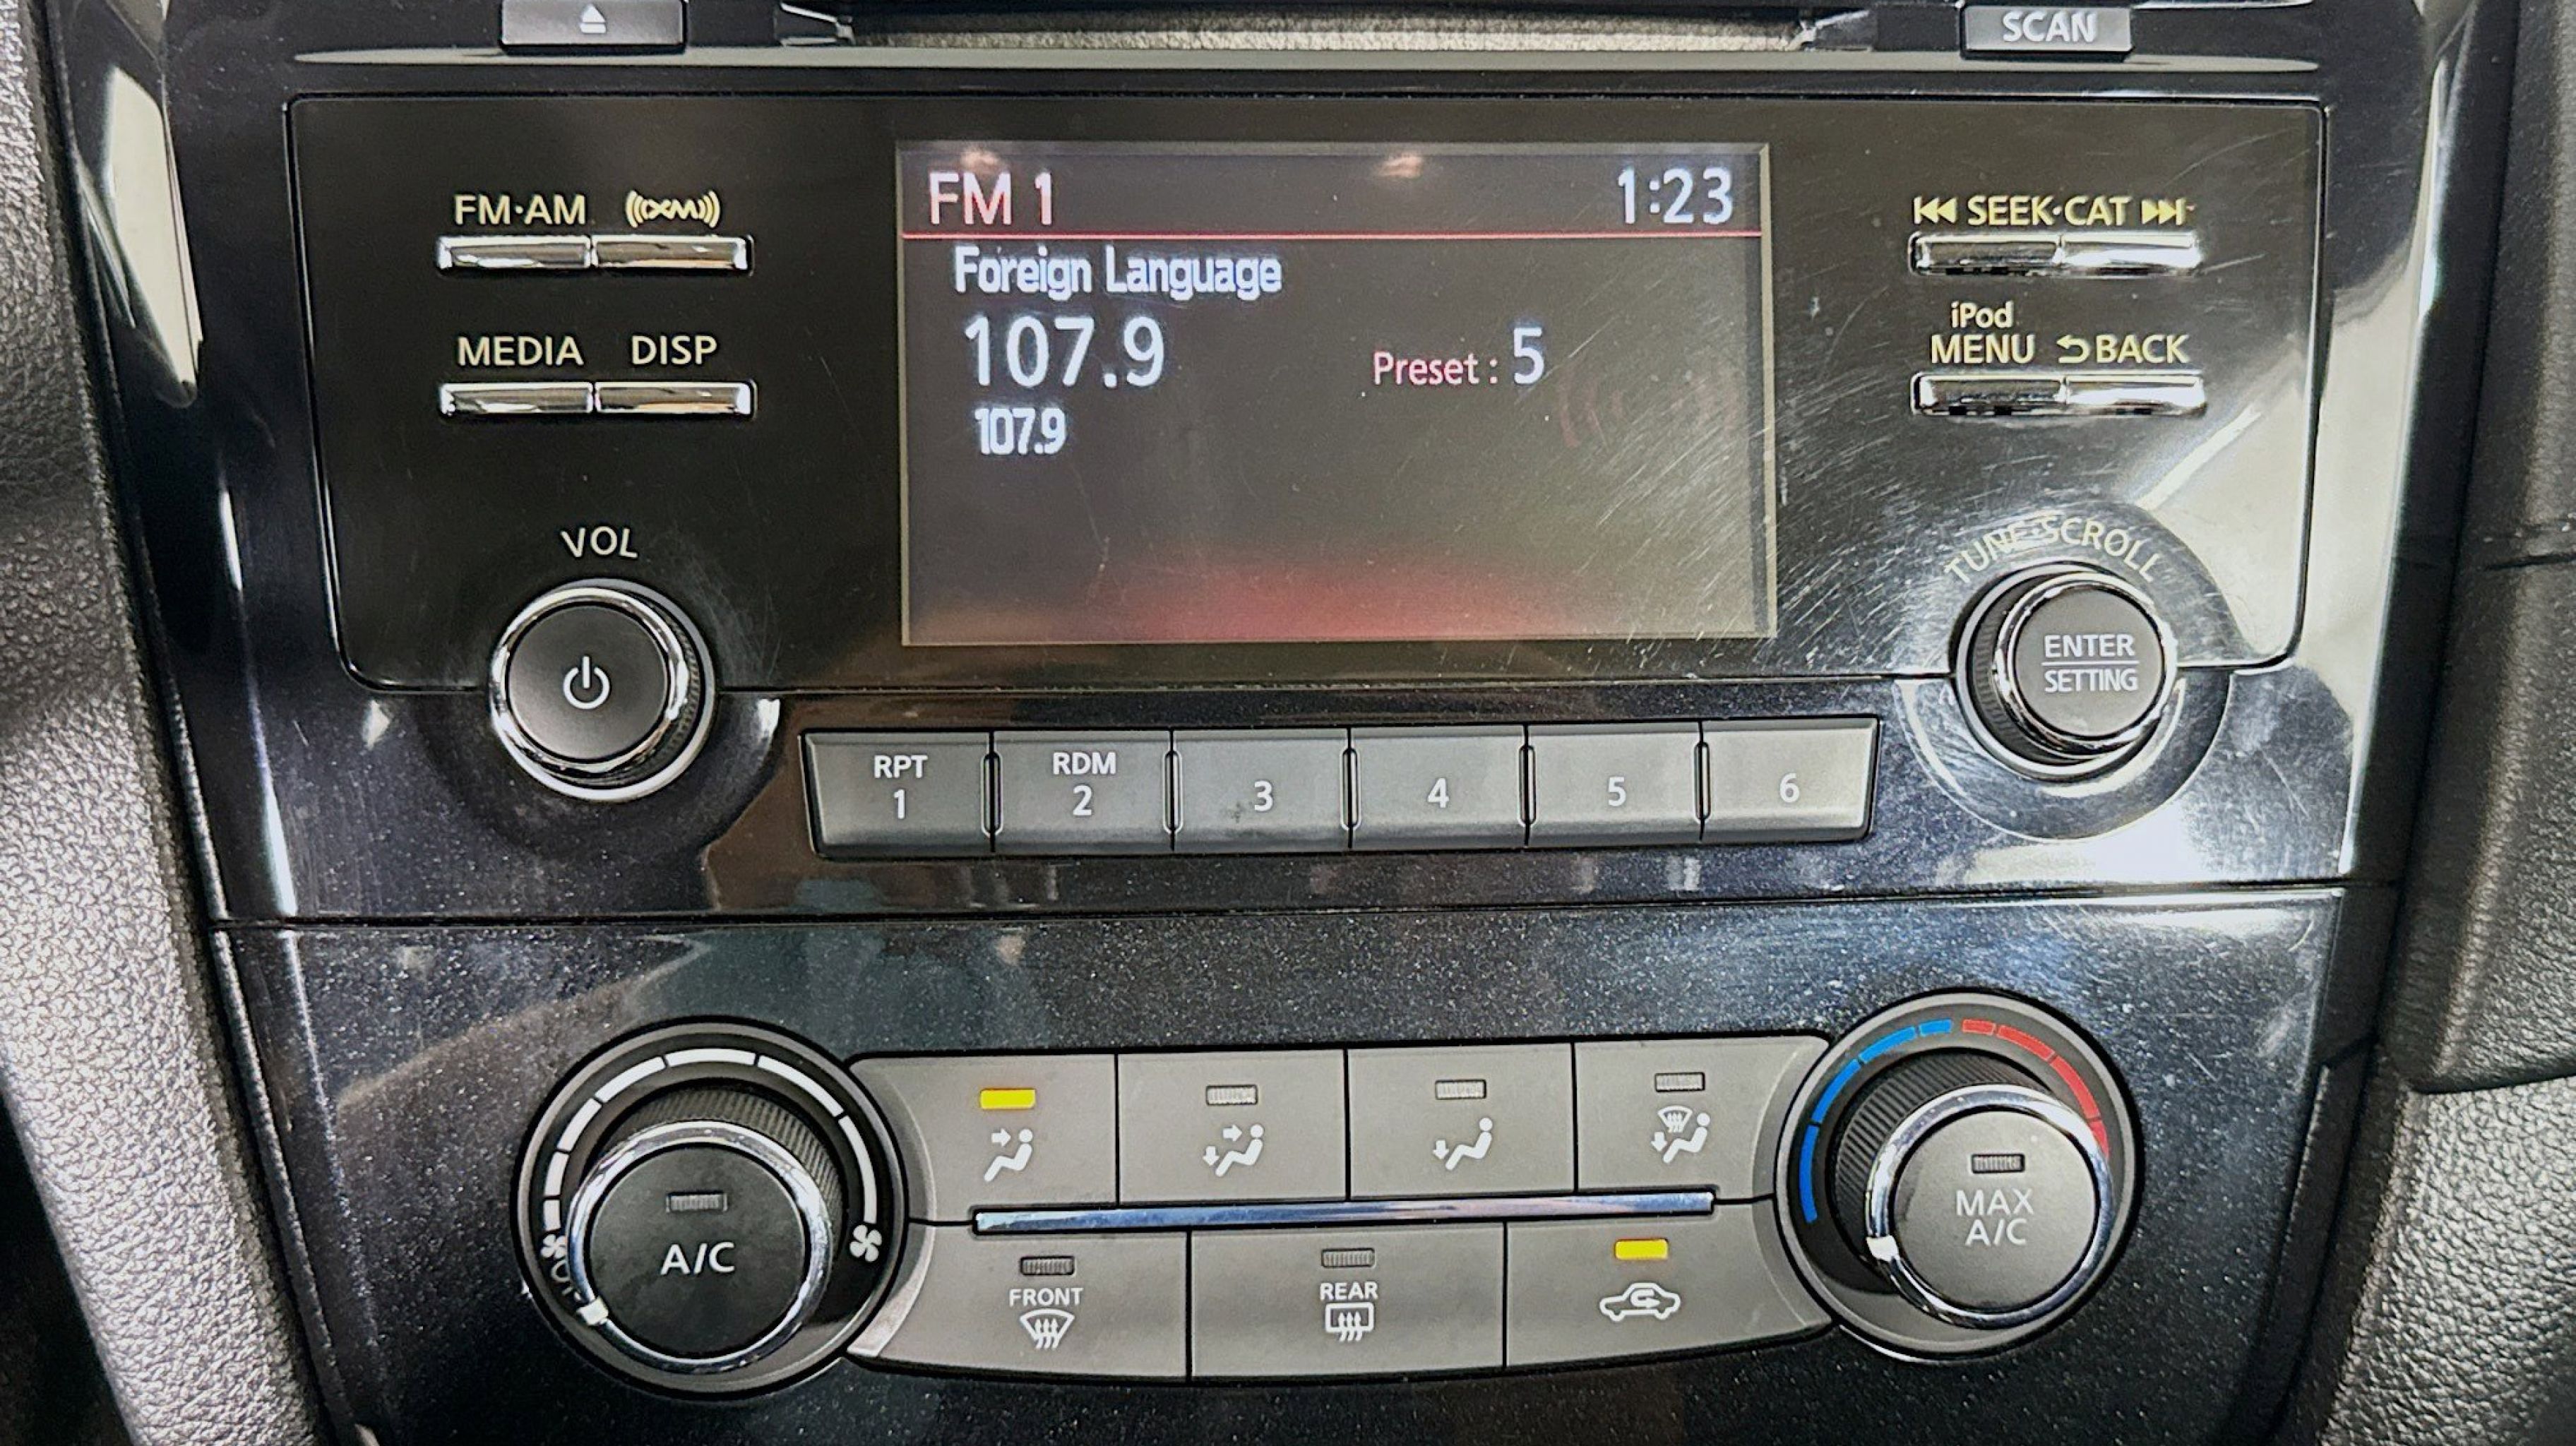 SCAN
FM·AM XM
FM 1 1:23
SEEK·CAT
Foreign Language
107.9 Preset : 5
107.9
MEDIA DISP
iPod
MENU BACK
VOL
TUNE·SCROLL
ENTER
SETTING
RPT
1
RDM
2
3
4
5
6
A/C
MAX
A/C
FRONT
REAR